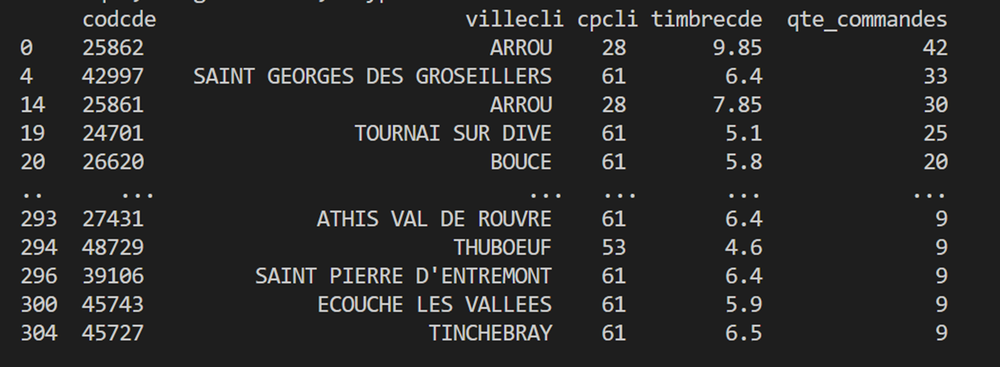 codcde villecli cpcli timbrecde qte_commandes
0 25862 ARROU 28 9.85 42
4 42997 SAINT GEORGES DES GROSEILLERS 61 6.4 33
14 25861 ARROU 28 7.85 30
19 24701 TOURNAI SUR DIVE 61 5.1 25
20 26620 BOUCE 61 5.8 20
.. ... ... ... ... ...
293 27431 ATHIS VAL DE ROUVRE 61 6.4 9
294 48729 THUBOEUF 53 4.6 9
296 39106 SAINT PIERRE D'ENTREMONT 61 6.4 9
300 45743 ECOUCHE LES VALLEES 61 5.9 9
304 45727 TINCHEBRAY 61 6.5 9